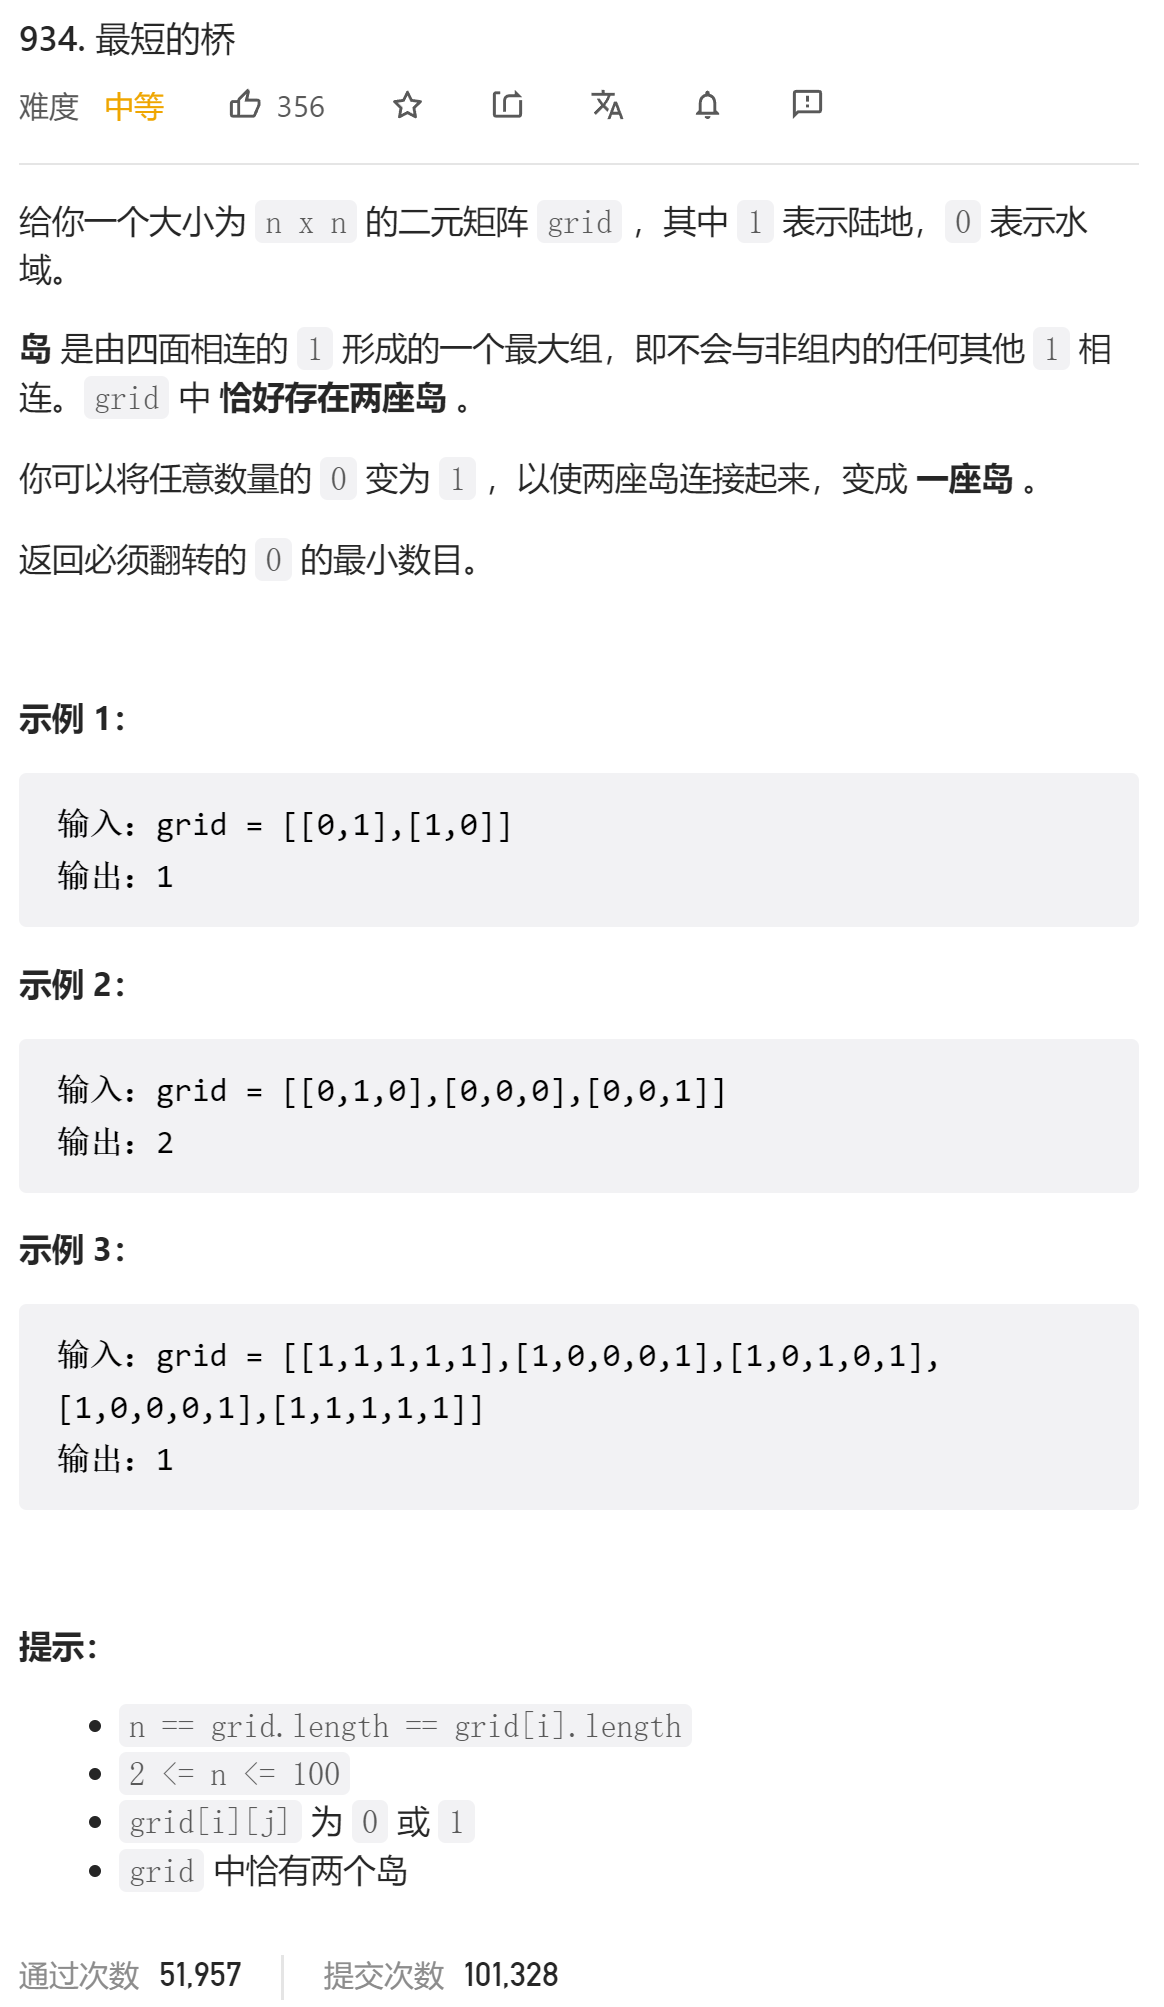 934. 最短的桥
难度 中等 356
给你一个大小为 n x n 的二元矩阵 grid ，其中 1 表示陆地，0 表示水
域。
岛 是由四面相连的 1 形成的一个最大组，即不会与非组内的任何其他 1 相
连。grid 中 恰好存在两座岛 。
你可以将任意数量的 0 变为 1 ，以使两座岛连接起来，变成 一座岛 。
返回必须翻转的 0 的最小数目。
示例 1：
输入：grid = [[0,1],[1,0]]
输出：1
示例 2：
输入：grid = [[0,1,0],[0,0,0],[0,0,1]]
输出：2
示例 3：
输入：grid = [[1,1,1,1,1],[1,0,0,0,1],[1,0,1,0,1],
[1,0,0,0,1],[1,1,1,1,1]]
输出：1
提示：
• n == grid.length == grid[i].length
• 2 <= n <= 100
• grid[i][j] 为 0 或 1
• grid 中恰有两个岛
通过次数 51,957 提交次数 101,328